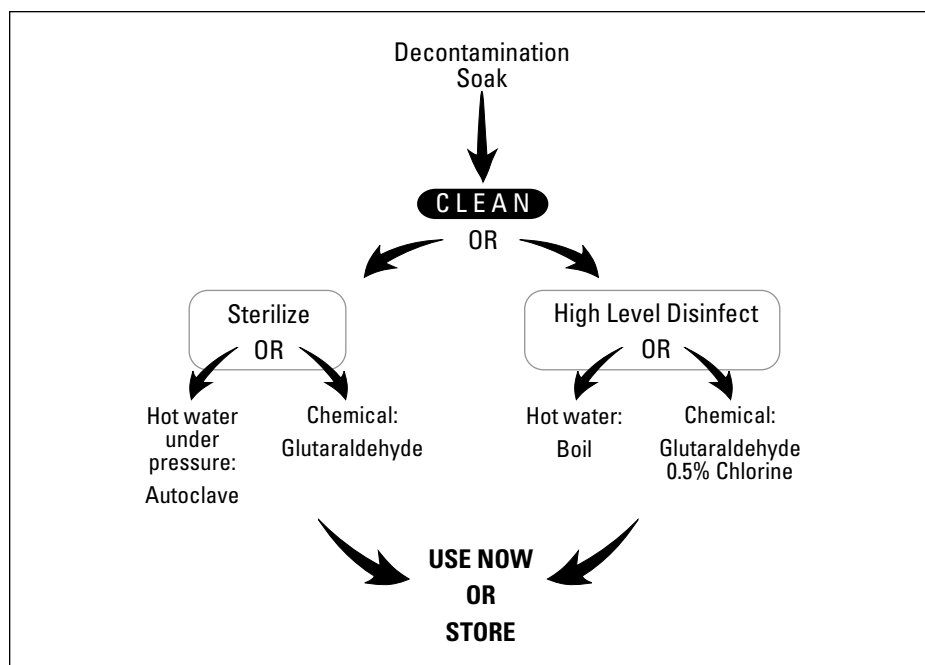 Decontamination
Soak
CLEAN
OR
Sterilize
OR
High Level Disinfect
OR
Hot water
under
pressure:
Autoclave
Chemical:
Glutaraldehyde
Hot water:
Boil
Chemical:
Glutaraldehyde
0.5% Chlorine
USE NOW
OR
STORE